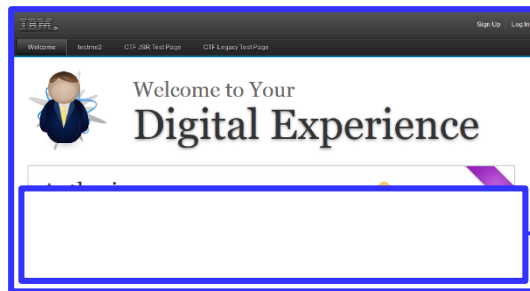 IBM
Sign Up Log In
Welcome testme2 CTF JSR Test Page CTF Legacy Test Page
Welcome to Your
Digital Experience